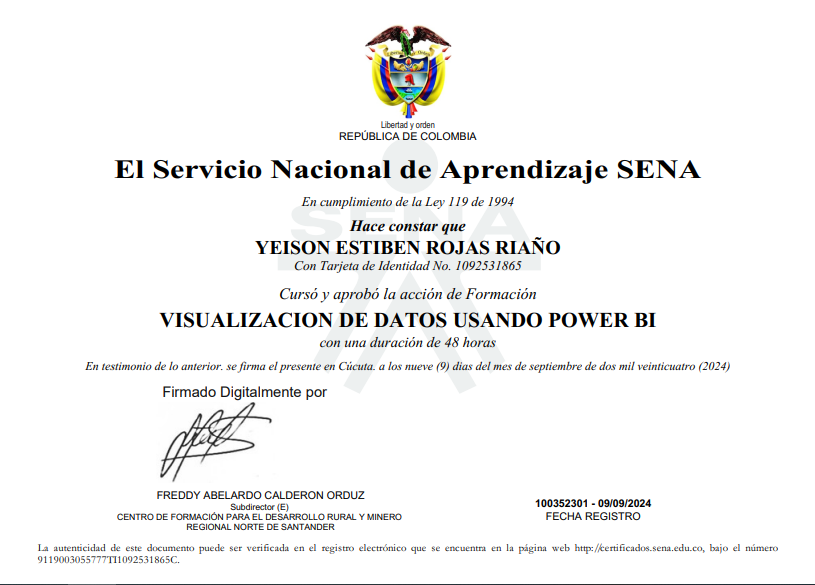 Libertad y orden
REPÚBLICA DE COLOMBIA
El Servicio Nacional de Aprendizaje SENA
En cumplimiento de la Ley 119 de 1994
SENA
Hace constar que
YEISON ESTIBEN ROJAS RIAÑO
Con Tarjeta de Identidad No. 1092531865
Cursó y aprobó la acción de Formación
VISUALIZACION DE DATOS USANDO POWER BI
con una duración de 48 horas
En testimonio de lo anterior. se firma el presente en Cúcuta. a los nueve (9) dias del mes de septiembre de dos mil veinticuatro (2024)
Firmado Digitalmente por
FREDDY ABELARDO CALDERON ORDUZ
Subdirector (E)
CENTRO DE FORMACIÓN PARA EL DESARROLLO RURAL Y MINERO
REGIONAL NORTE DE SANTANDER
100352301 - 09/09/2024
FECHA REGISTRO
La autenticidad de este documento puede ser verificada en el registro electrónico que se encuentra en la página web http://certificados.sena.edu.co, bajo el número
9119003055777TI1092531865C.